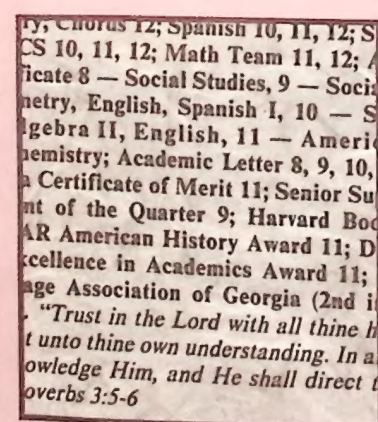 ry, Chorus 12; Spanish 10, 11, 12; S
CS 10, 11, 12; Math Team 11, 12; A
ficate 8 — Social Studies, 9 — Socia
metry, English, Spanish I, 10 — S
lgebra II, English, 11 — Americ
hemistry; Academic Letter 8, 9, 10,
a Certificate of Merit 11; Senior Su
nt of the Quarter 9; Harvard Boo
AR American History Award 11; D
xcellence in Academics Award 11;
age Association of Georgia (2nd i
. "Trust in the Lord with all thine h
t unto thine own understanding. In a
owledge Him, and He shall direct t
overbs 3:5-6